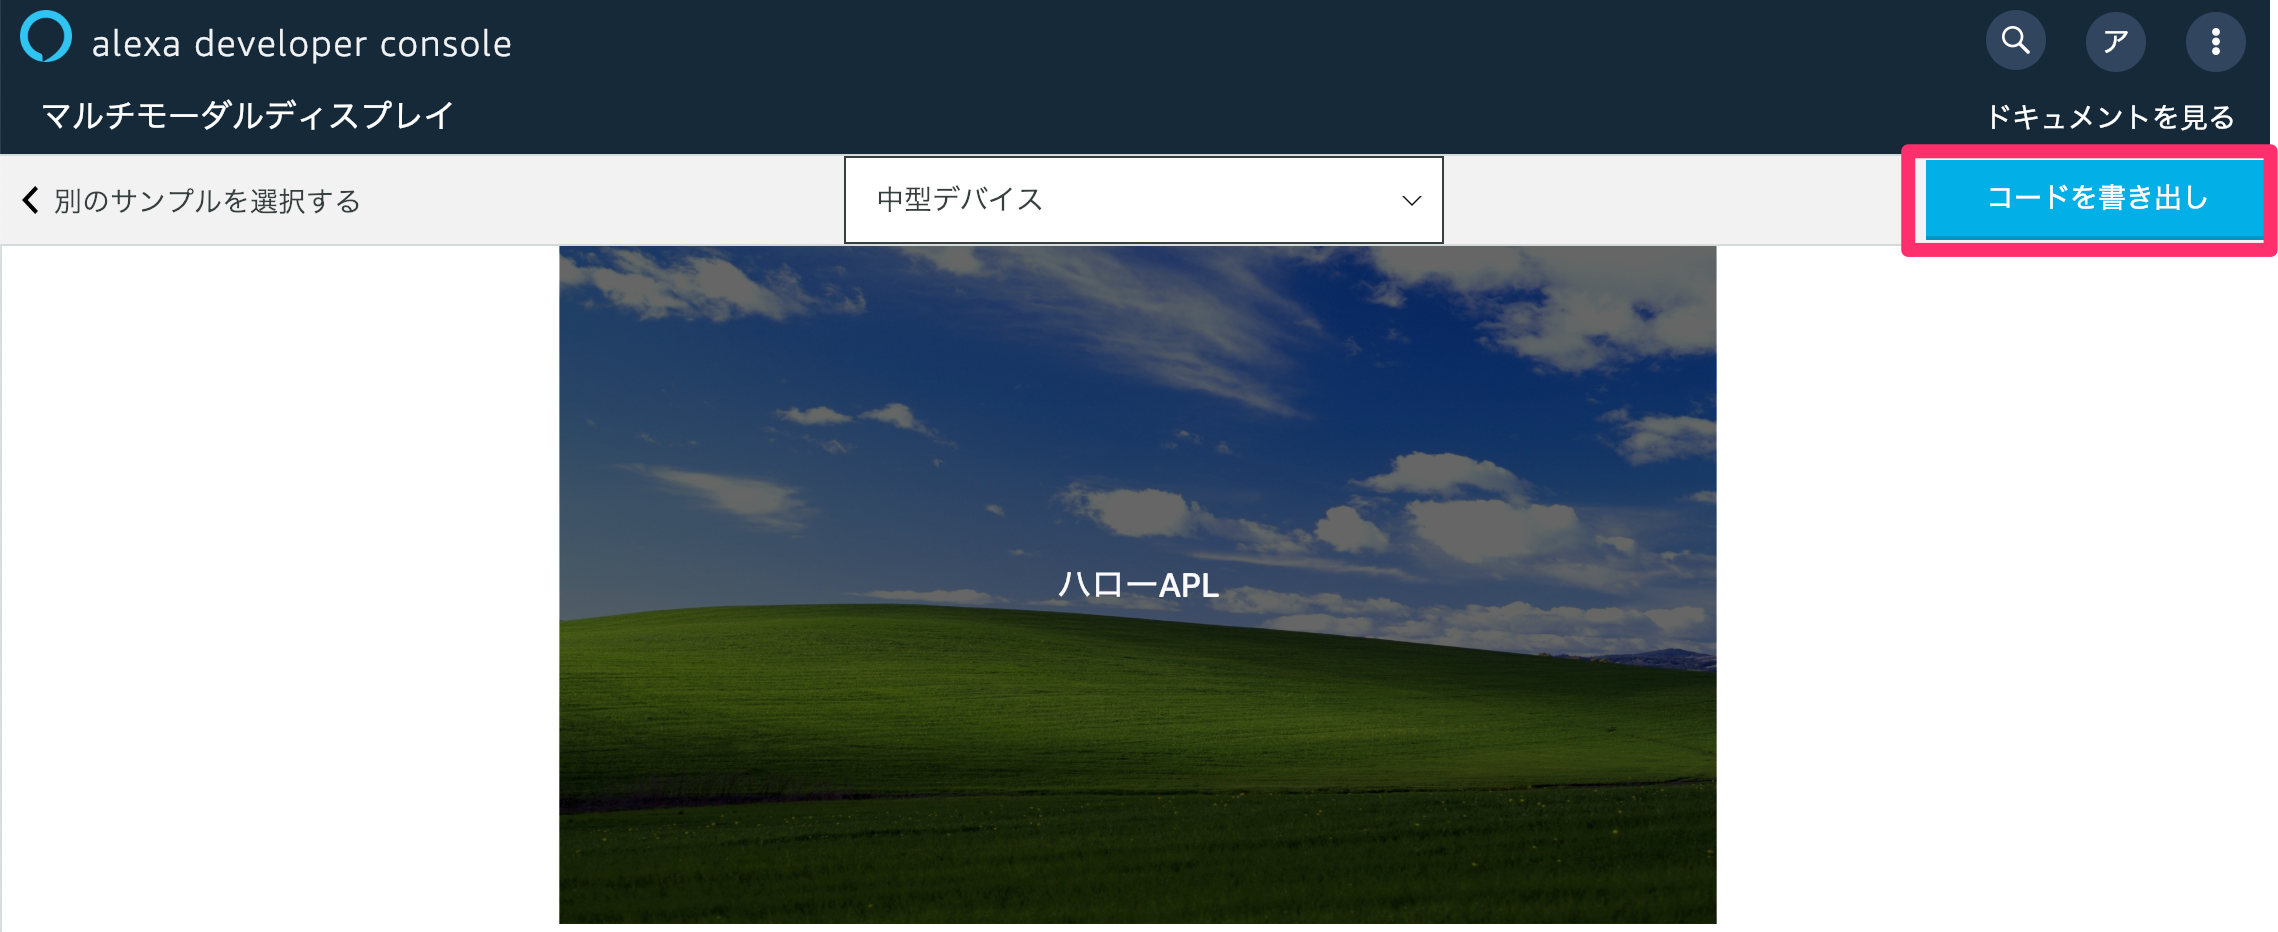 alexa developer console
ア
マルチモーダルディスプレイ
ドキュメントを見る
別のサンプルを選択する
中型デバイス
コードを書き出し
ハローAPL